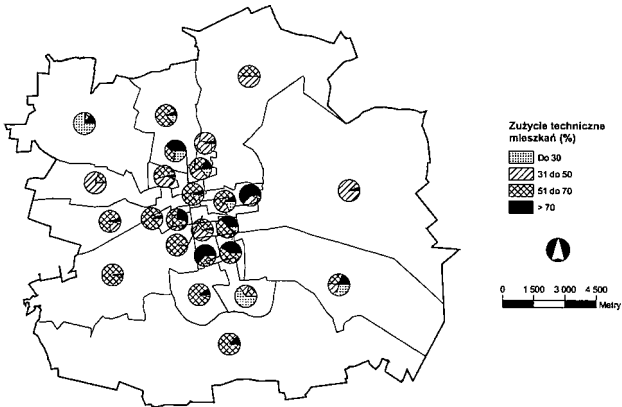 Zużycie techniczne
mieszkań (%)
Do 30
31 do 50
51 do 70
> 70
0 1 500 3 000 4 500
Metry